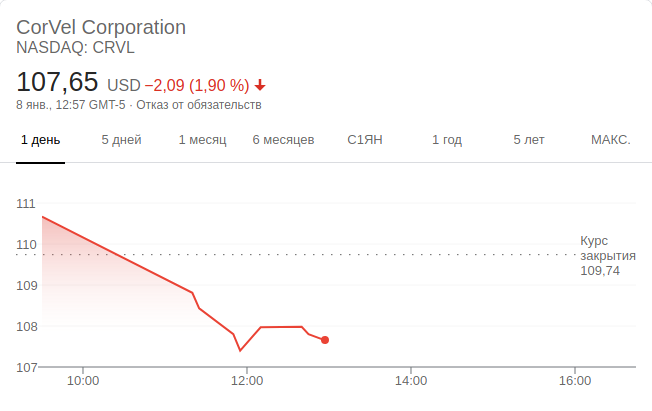 CorVel Corporation
NASDAQ: CRVL
107,65 USD −2,09 (1,90 %)
8 янв., 12:57 GMT-5 · Отказ от обязательств
1 день 5 дней 1 месяц 6 месяцев С1ЯН 1 год 5 лет МАКС.
111
110
109
108
107
Курс
закрытия
109,74
10:00 12:00 14:00 16:00